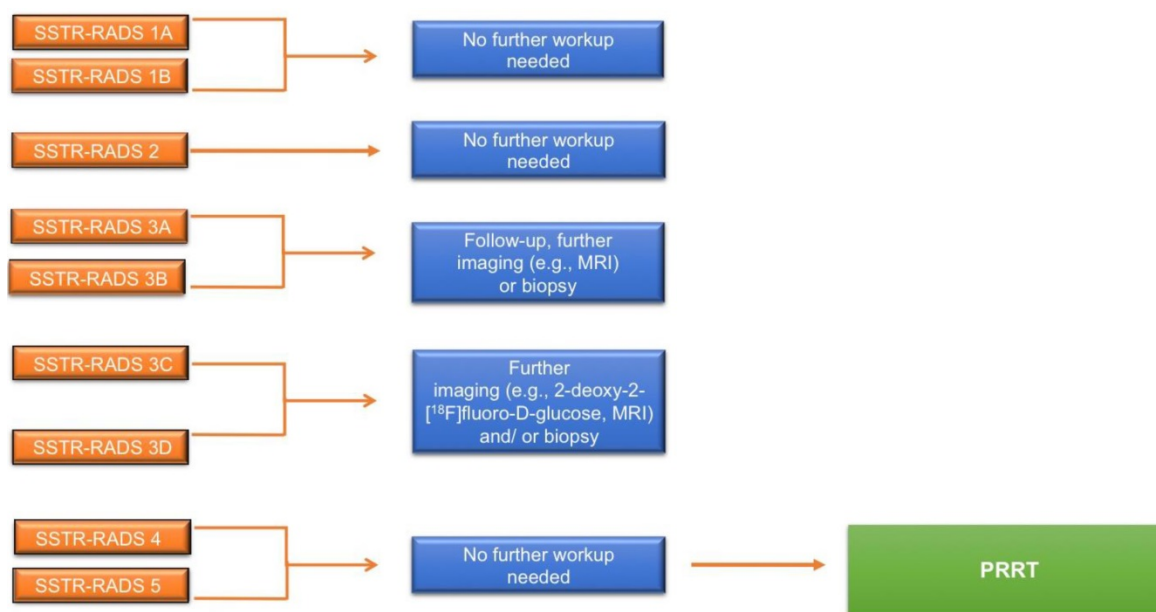 SSTR-RADS 1A
SSTR-RADS 1B
No further workup
needed
SSTR-RADS 2
No further workup
needed
SSTR-RADS 3A
SSTR-RADS 3B
Follow-up, further
imaging (e.g., MRI)
or biopsy
SSTR-RADS 3C
SSTR-RADS 3D
Further
imaging (e.g., 2-deoxy-2-
[¹⁸F]fluoro-D-glucose, MRI)
and/ or biopsy
SSTR-RADS 4
SSTR-RADS 5
No further workup
needed
PRRT